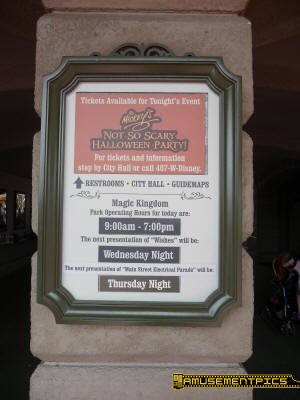 Tickets Available for Tonight's Event
Mickey's
NOT SO SCARY
HALLOWEEN PARTY!
For tickets and information
stop by City Hall or call 407-W-Disney.
RESTROOMS • CITY HALL • GUIDEMAPS
Magic Kingdom
Park Operating Hours for today are:
9:00am - 7:00pm
The next presentation of "Wishes" will be:
Wednesday Night
The next presentation of "Main Street Electrical Parade" will be:
Thursday Night
AMUSEMENTPICS